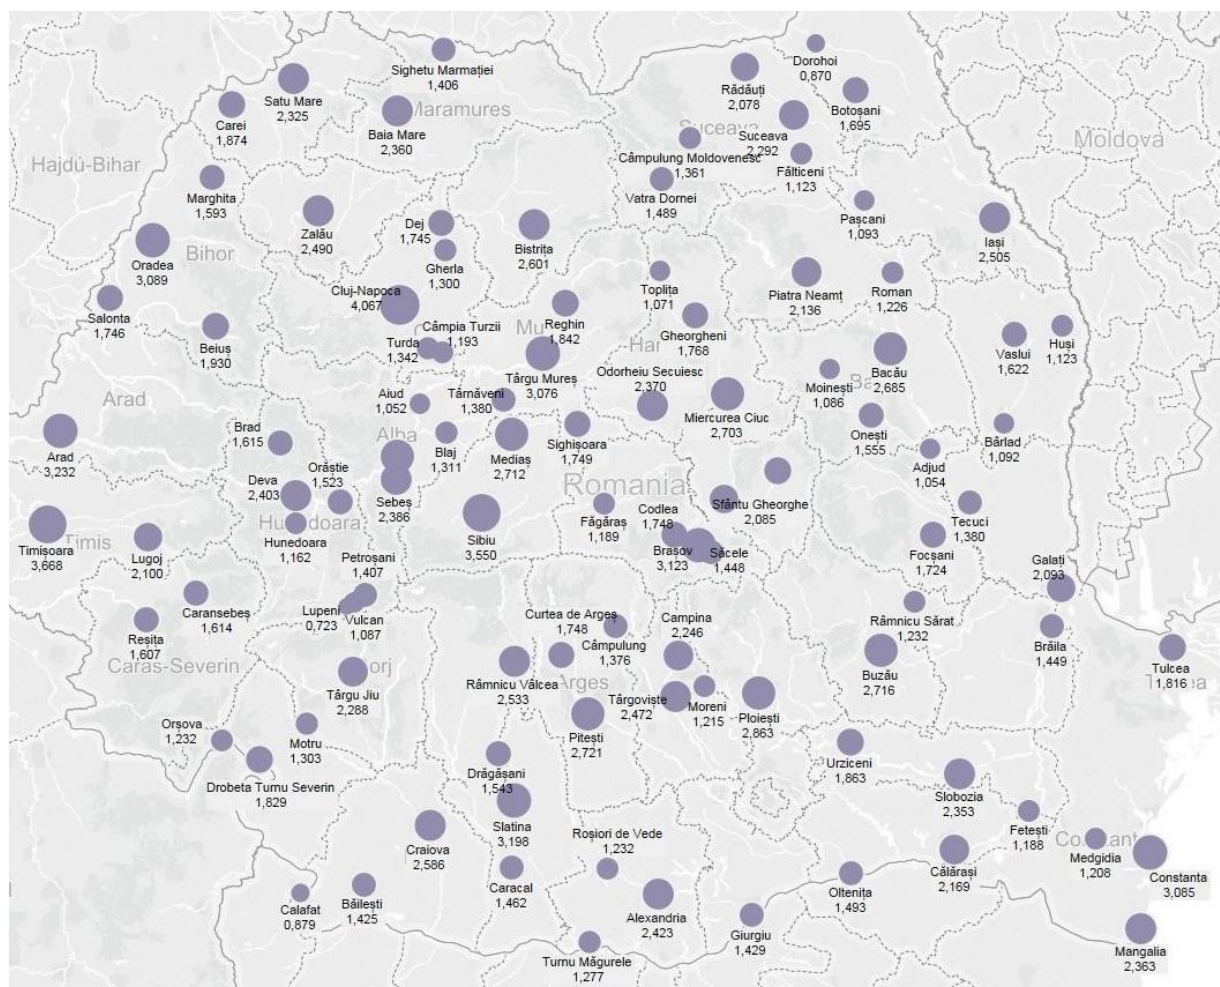 Sighetu Marmației
1,406
Dorohoi
0,870
Satu Mare
2,325
Rădăuți
2,078
Botoșani
1,695
Maramures
Carei
1,874
Baia Mare
2,360
Suceava
Suceava
2,292
Moldova
Hajdú-Bihar
Câmpulung Moldovenesc
1,361
Fălticeni
1,123
Marghita
1,593
Vatra Dornei
1,489
Pașcani
1,093
Zalău
2,490
Dej
1,745
Bistrița
2,601
Iași
2,505
Oradea
3,089
Bihor
Gherla
1,300
Cluj-Napoca
4,067
Toplița
1,071
Piatra Neamț
2,136
Roman
1,226
Salonta
1,746
Beiuș
1,930
Câmpia Turzii
1,193
Turda
1,342
Mu
Reghin
1,842
Har
Gheorgheni
1,768
Vaslui
1,622
Huși
1,123
Târgu Mureș
3,076
Odorheiu Secuiesc
2,370
Bacău
2,685
Ba
Moinești
1,086
Arad
Aiud
1,052
Târnăveni
1,380
Miercurea Ciuc
2,703
Arad
3,232
Brad
1,615
Alba
Blaj
1,311
Mediaș
2,712
Sighișoara
1,749
Onești
1,555
Bârlad
1,092
Adjud
1,054
Deva
2,403
Orăștie
1,523
Sebeș
2,386
Romania
Sfântu Gheorghe
2,085
Tecuci
1,380
Hunedoara
Hunedoara
1,162
Sibiu
3,550
Făgăraș
1,189
Codlea
1,748
Brașov
3,123
Săcele
1,448
Focșani
1,724
Timișoara
3,668
Timis
Lugoj
2,100
Petroșani
1,407
Galați
2,093
Caransebeș
1,614
Lupeni
0,723
Vulcan
1,087
Curtea de Argeș
1,748
Câmpulung
1,376
Campina
2,246
Râmnicu Sărat
1,232
Reșița
1,607
Brăila
1,449
Caras-Severin
Târgu Jiu
2,288
orj
Râmnicu Vâlcea
2,533
Arges
Târgoviște
2,472
Moreni
1,215
Ploiești
2,863
Buzău
2,716
Tulcea
1,816
Orșova
1,232
Motru
1,303
Pitești
2,721
Drobeta Turnu Severin
1,829
Drăgășani
1,543
Urziceni
1,863
Slobozia
2,353
Slatina
3,198
Craiova
2,586
Roșiori de Vede
1,232
Fetești
1,188
Medgidia
1,208
Constanta
3,085
Călărași
2,169
Caracal
1,462
Oltenița
1,493
Calafat
0,879
Băilești
1,425
Alexandria
2,423
Giurgiu
1,429
Turnu Măgurele
1,277
Mangalia
2,363